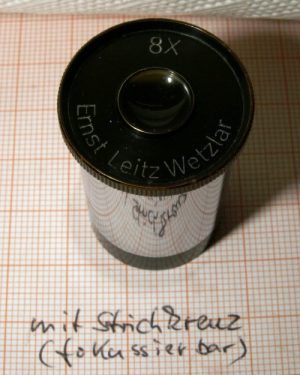 8X
Ernst Leitz Wetzlar
mit Strichkreuz
(fokussierbar)